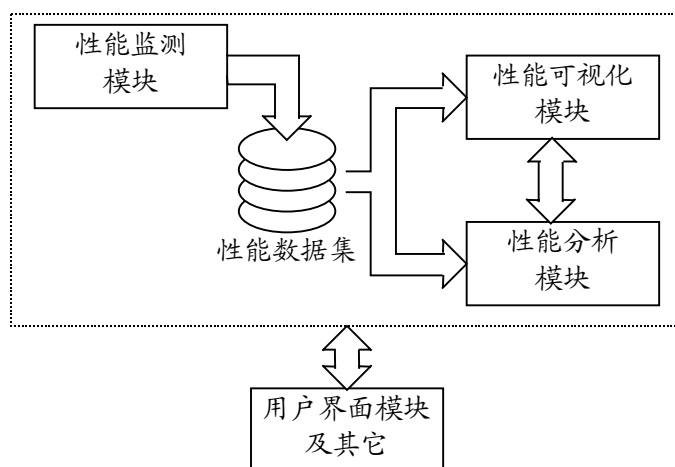 性能监测
模块
性能可视化
模块
性能数据集
性能分析
模块
用户界面模块
及其它